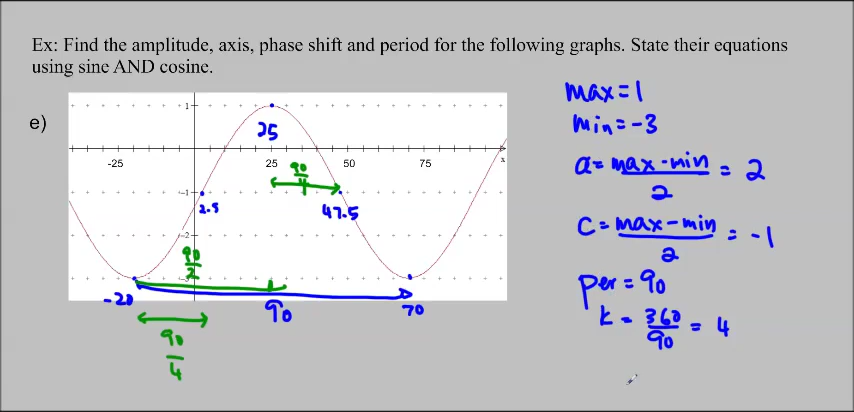 Ex: Find the amplitude, axis, phase shift and period for the following graphs. State their equations
using sine AND cosine.
e)
max = 1
min = -3
a = max - min / 2 = 2
c = max - min / 2 = -1
per = 90
k = 360 / 90 = 4
1
25
-25 25 50 75 x
90 / 4
-1
2.5 47.5
-2
90 / 2
-3
-20 90 70
90 / 4